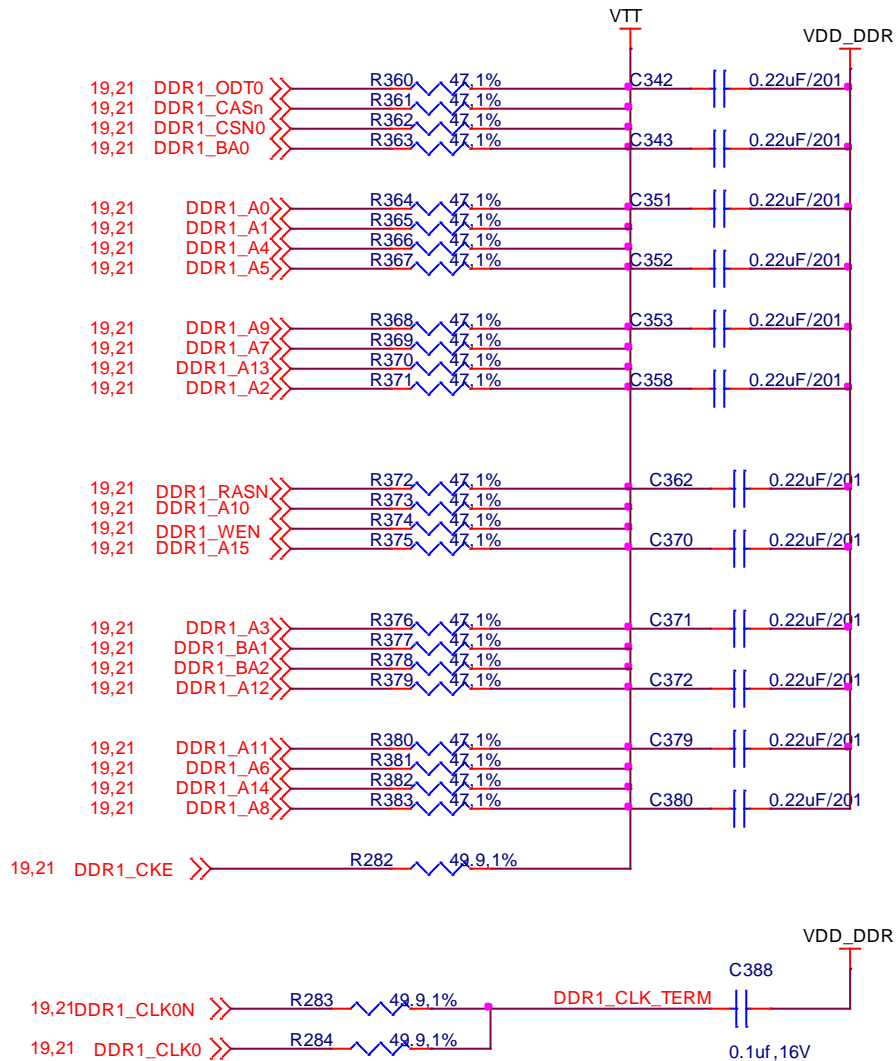 VTT
VDD_DDR
19,21 DDR1_ODT0 R360 47,1% C342 0.22uF/201
19,21 DDR1_CASn R361 47,1%
19,21 DDR1_CSN0 R362 47,1%
19,21 DDR1_BA0 R363 47,1% C343 0.22uF/201
19,21 DDR1_A0 R364 47,1% C351 0.22uF/201
19,21 DDR1_A1 R365 47,1%
19,21 DDR1_A4 R366 47,1%
19,21 DDR1_A5 R367 47,1% C352 0.22uF/201
19,21 DDR1_A9 R368 47,1% C353 0.22uF/201
19,21 DDR1_A7 R369 47,1%
19,21 DDR1_A13 R370 47,1%
19,21 DDR1_A2 R371 47,1% C358 0.22uF/201
19,21 DDR1_RASN R372 47,1% C362 0.22uF/201
19,21 DDR1_A10 R373 47,1%
19,21 DDR1_WEN R374 47,1%
19,21 DDR1_A15 R375 47,1% C370 0.22uF/201
19,21 DDR1_A3 R376 47,1% C371 0.22uF/201
19,21 DDR1_BA1 R377 47,1%
19,21 DDR1_BA2 R378 47,1%
19,21 DDR1_A12 R379 47,1% C372 0.22uF/201
19,21 DDR1_A11 R380 47,1% C379 0.22uF/201
19,21 DDR1_A6 R381 47,1%
19,21 DDR1_A14 R382 47,1%
19,21 DDR1_A8 R383 47,1% C380 0.22uF/201
19,21 DDR1_CKE R282 49.9,1%
VDD_DDR
C388
19,21 DDR1_CLK0N R283 49.9,1% DDR1_CLK_TERM
19,21 DDR1_CLK0 R284 49.9,1% 0.1uf,16V